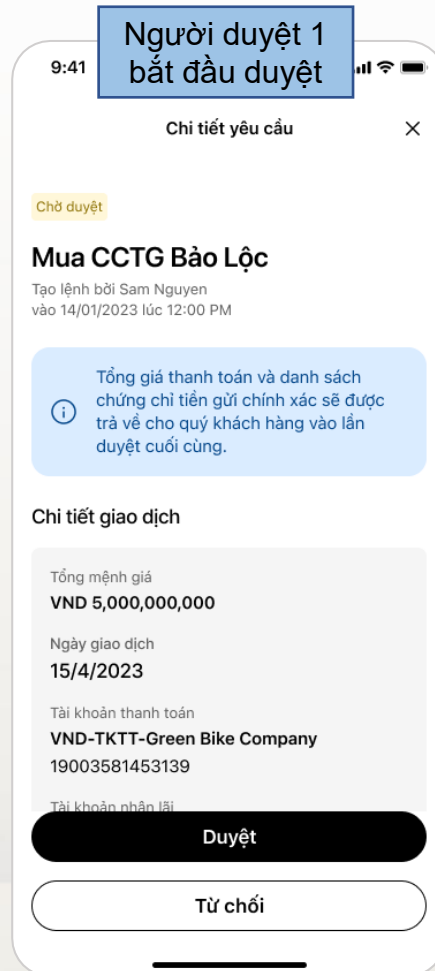 Người duyệt 1
bắt đầu duyệt
9:41
Chi tiết yêu cầu
Chờ duyệt
Mua CCTG Bảo Lộc
Tạo lệnh bởi Sam Nguyen
vào 14/01/2023 lúc 12:00 PM
Tổng giá thanh toán và danh sách
chứng chỉ tiền gửi chính xác sẽ được
trả về cho quý khách hàng vào lần
duyệt cuối cùng.
Chi tiết giao dịch
Tổng mệnh giá
VND 5,000,000,000
Ngày giao dịch
15/4/2023
Tài khoản thanh toán
VND-TKTT-Green Bike Company
19003581453139
Tài khoản nhận lãi
Duyệt
Từ chối